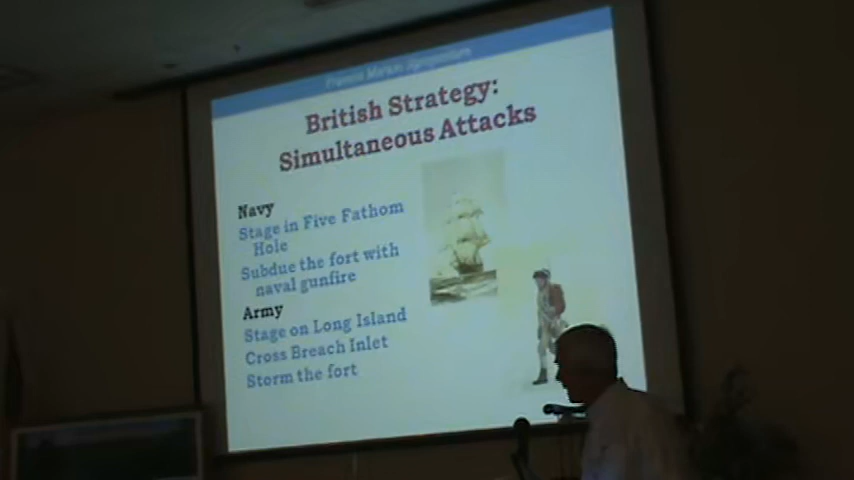 Francis Marion Symposium
British Strategy:
Simultaneous Attacks
Navy
Stage in Five Fathom
Hole
Subdue the fort with
naval gunfire
Army
Stage on Long Island
Cross Breach Inlet
Storm the fort